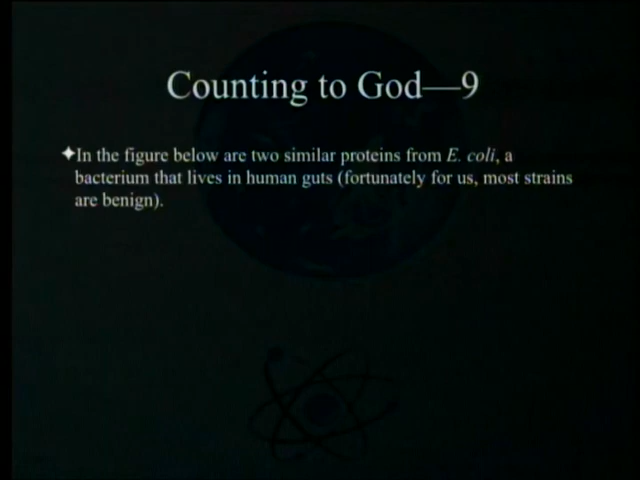 Counting to God—9
✦In the figure below are two similar proteins from E. coli, a
bacterium that lives in human guts (fortunately for us, most strains
are benign).